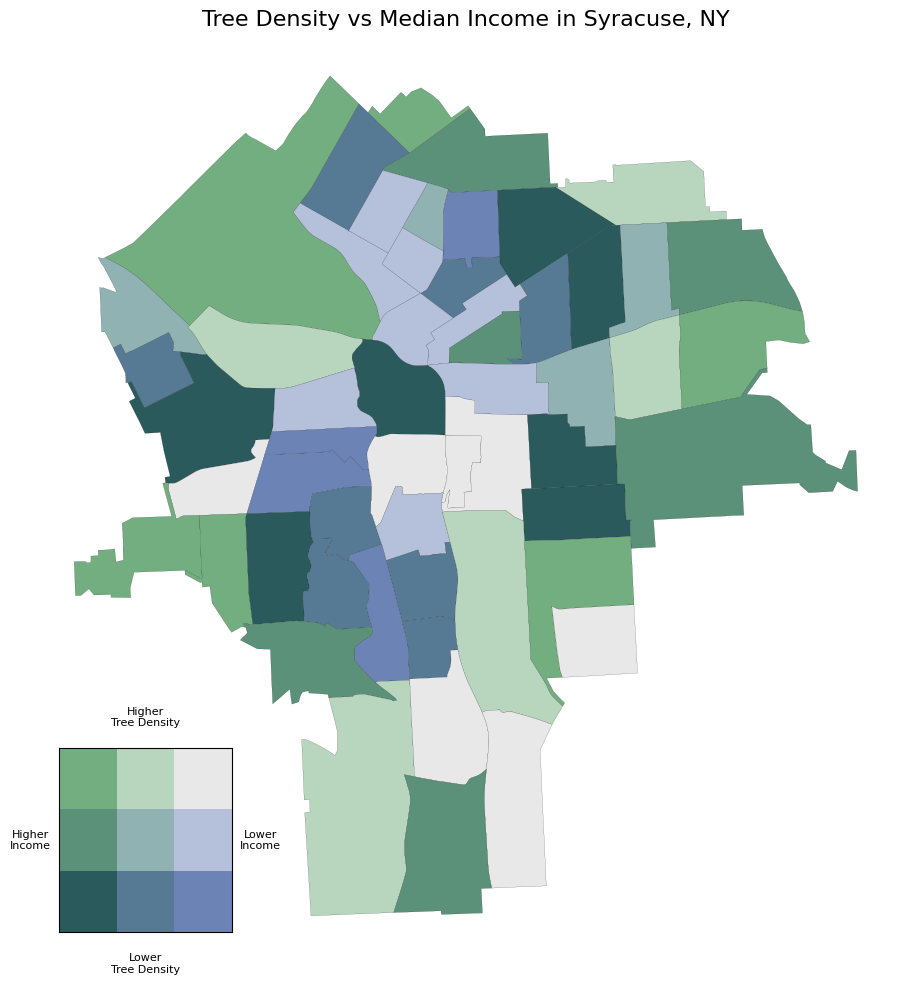 Tree Density vs Median Income in Syracuse, NY
Higher
Tree Density
Higher
Income
Lower
Income
Lower
Tree Density